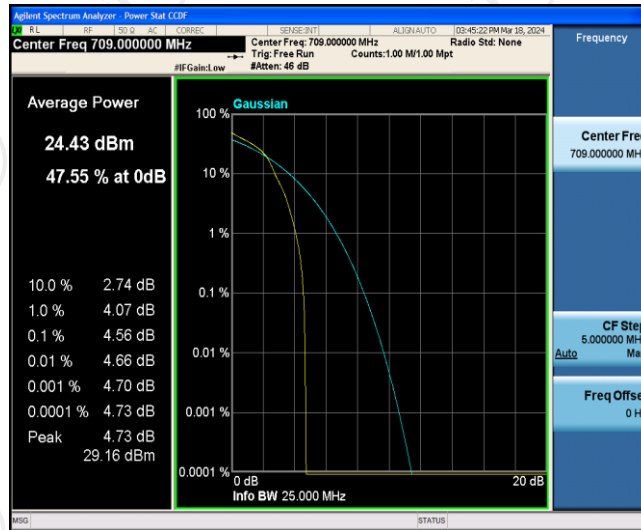 Agilent Spectrum Analyzer - Power Stat CCDF
RL RF 50 Ω AC CORREC SENSE:INT ALIGN AUTO 03:45:22 PM Mar 18, 2024
Center Freq 709.000000 MHz
Center Freq: 709.000000 MHz Radio Std: None
Trig: Free Run Counts:1.00 M/1.00 Mpt
#IFGain:Low #Atten: 46 dB
Frequency
Average Power
24.43 dBm
47.55 % at 0dB
10.0 % 2.74 dB
1.0 % 4.07 dB
0.1 % 4.56 dB
0.01 % 4.66 dB
0.001 % 4.70 dB
0.0001 % 4.73 dB
Peak 4.73 dB
29.16 dBm
Gaussian
100 %
10 %
1 %
0.1 %
0.01 %
0.001 %
0.0001 %
0 dB 20 dB
Info BW 25.000 MHz
Center Fre
709.000000 MH
CF Ste
5.000000 MH
Auto Ma
Freq Offse
0 H
MSG STATUS